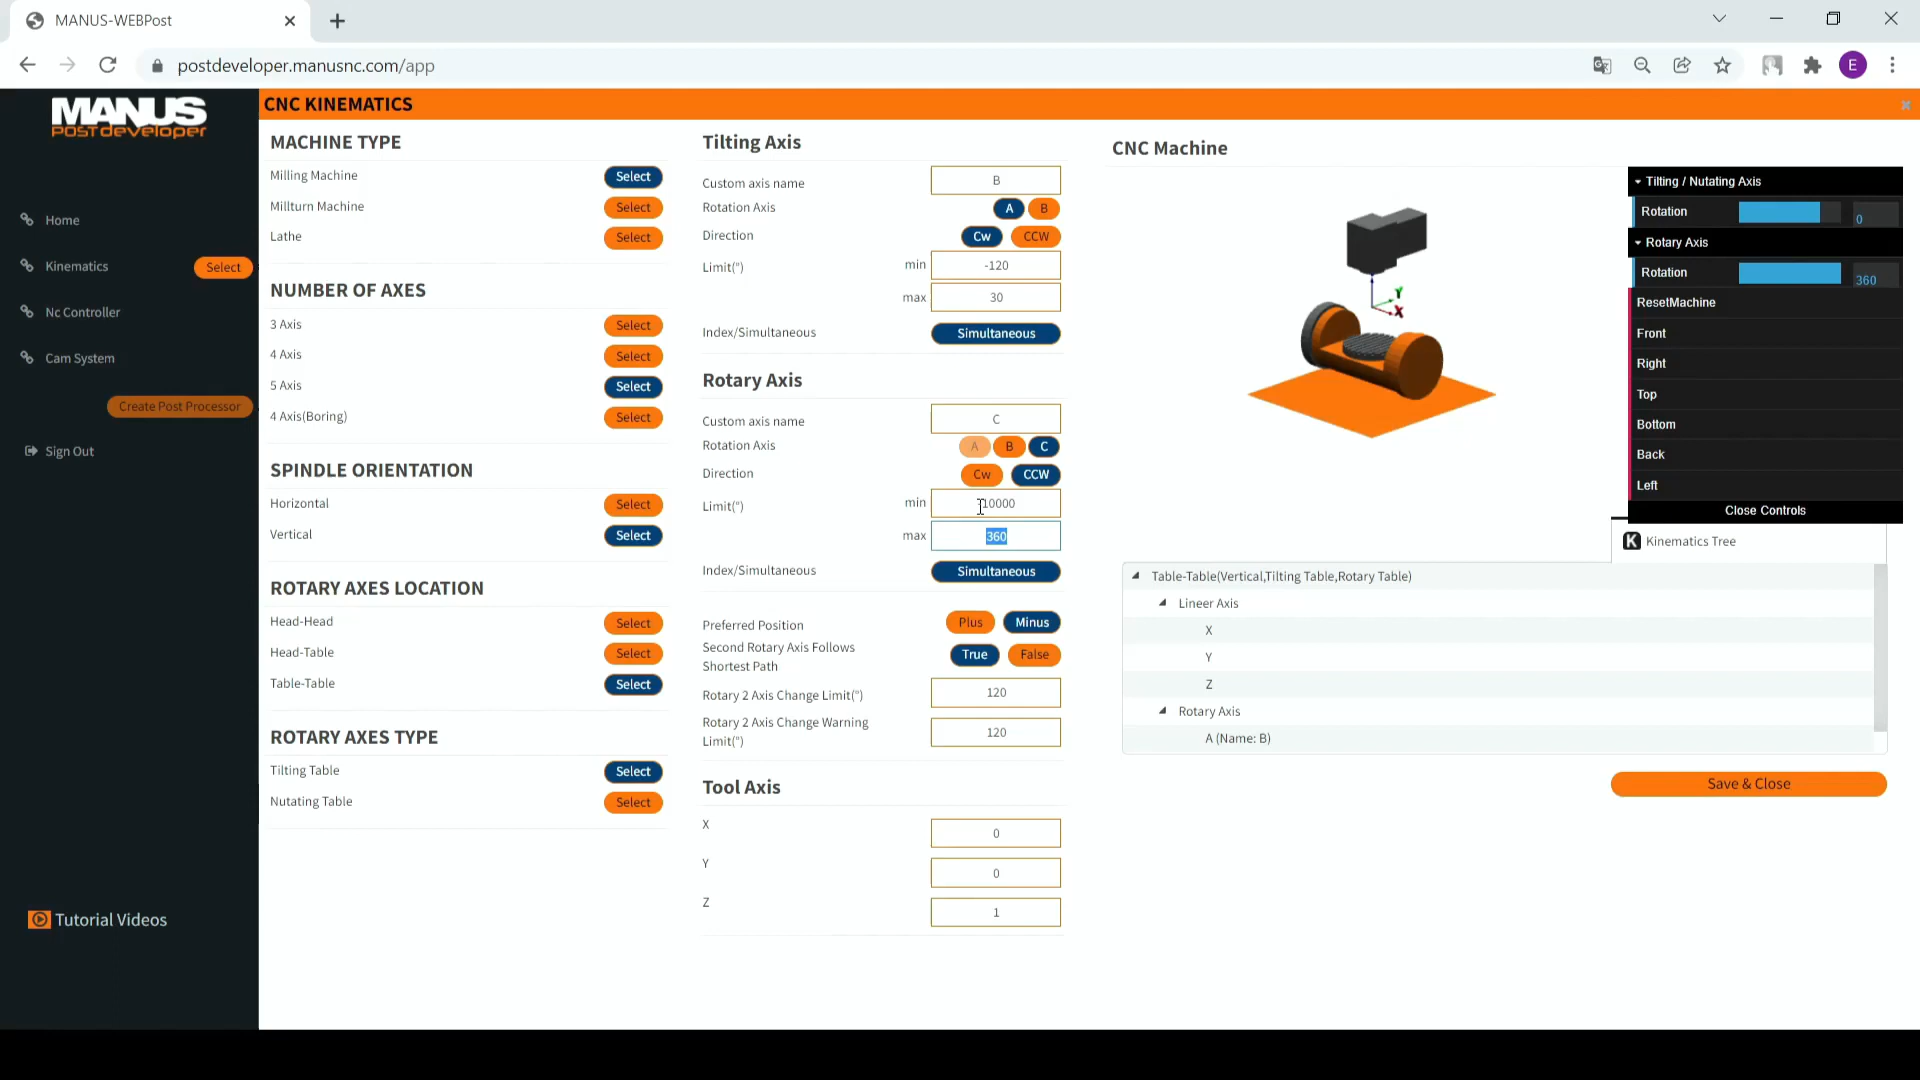 MANUS-WEBPost
postdeveloper.manusnc.com/app
E
MANUS
postdeveloper
Home
Kinematics
Select
Nc Controller
Cam System
Create Post Processor
Sign Out
Tutorial Videos
CNC KINEMATICS
MACHINE TYPE
Milling Machine Select
Millturn Machine Select
Lathe Select
NUMBER OF AXES
3 Axis Select
4 Axis Select
5 Axis Select
4 Axis(Boring) Select
SPINDLE ORIENTATION
Horizontal Select
Vertical Select
ROTARY AXES LOCATION
Head-Head Select
Head-Table Select
Table-Table Select
ROTARY AXES TYPE
Tilting Table Select
Nutating Table Select
Tilting Axis
Custom axis name B
Rotation Axis A B
Direction Cw CCW
Limit(°) min -120
max 30
Index/Simultaneous Simultaneous
Rotary Axis
Custom axis name C
Rotation Axis A B C
Direction Cw CCW
Limit(°) min 10000
max 360
Index/Simultaneous Simultaneous
Preferred Position Plus Minus
Second Rotary Axis Follows
Shortest Path True False
Rotary 2 Axis Change Limit(°) 120
Rotary 2 Axis Change Warning
Limit(°) 120
Tool Axis
X 0
Y 0
Z 1
CNC Machine
Y
X
Tilting / Nutating Axis
Rotation 0
Rotary Axis
Rotation 360
ResetMachine
Front
Right
Top
Bottom
Back
Left
Close Controls
K Kinematics Tree
Table-Table(Vertical,Tilting Table,Rotary Table)
Lineer Axis
X
Y
Z
Rotary Axis
A (Name: B)
Save & Close